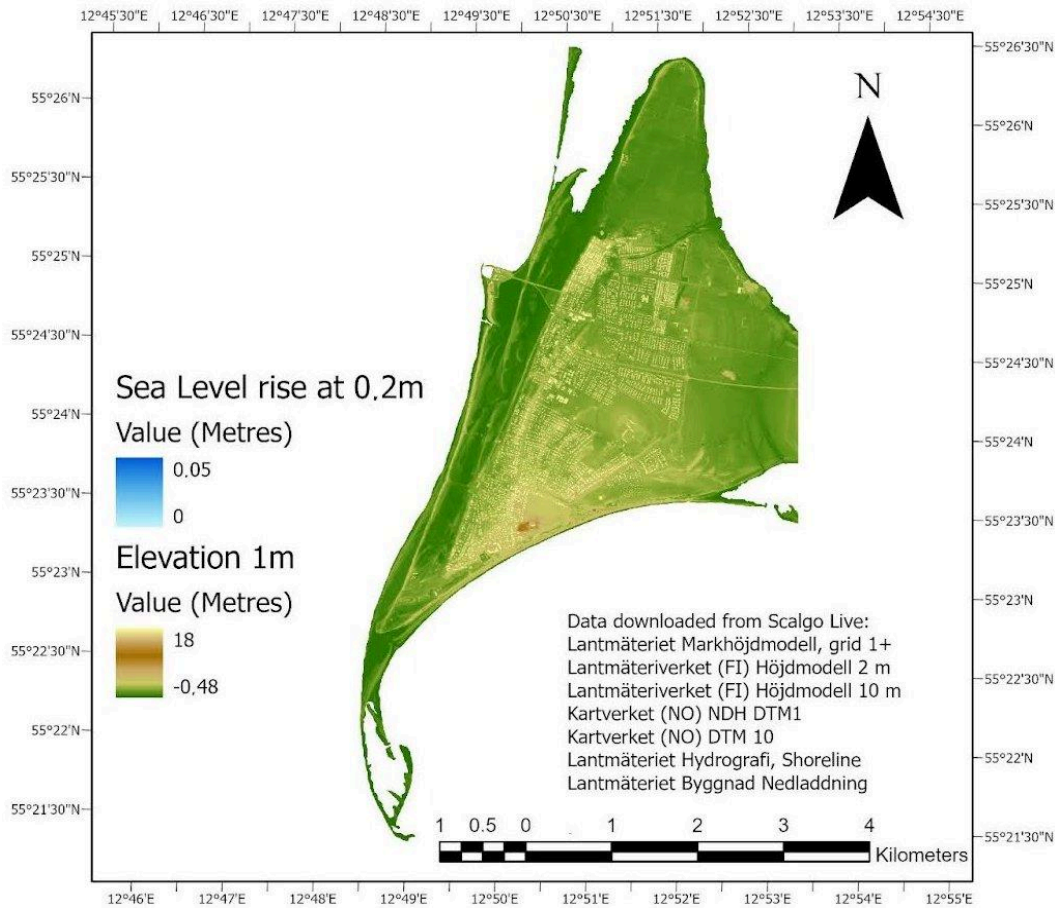 12°45'30"E 12°46'30"E 12°47'30"E 12°48'30"E 12°49'30"E 12°50'30"E 12°51'30"E 12°52'30"E 12°53'30"E 12°54'30"E
55°26'30"N
N
55°26'N
55°26'N
55°25'30"N
55°25'30"N
55°25'N
55°25'N
55°24'30"N
55°24'30"N
Sea Level rise at 0.2m
55°24'N
55°24'N
Value (Metres)
0.05
55°23'30"N
0
55°23'30"N
Elevation 1m
55°23'N
55°23'N
Value (Metres)
18
-0.48
Data downloaded from Scalgo Live:
Lantmäteriet Markhöjdmodell, grid 1+
55°22'30"N
Lantmäteriverket (FI) Höjdmodell 2 m
55°22'30"N
Lantmäteriverket (FI) Höjdmodell 10 m
Kartverket (NO) NDH DTM1
55°22'N
Kartverket (NO) DTM 10
55°22'N
Lantmäteriet Hydrografi, Shoreline
Lantmäteriet Byggnad Nedladdning
55°21'30"N
1 0.5 0 1 2 3 4
55°21'30"N
Kilometers
12°46'E 12°47'E 12°48'E 12°49'E 12°50'E 12°51'E 12°52'E 12°53'E 12°54'E 12°55'E